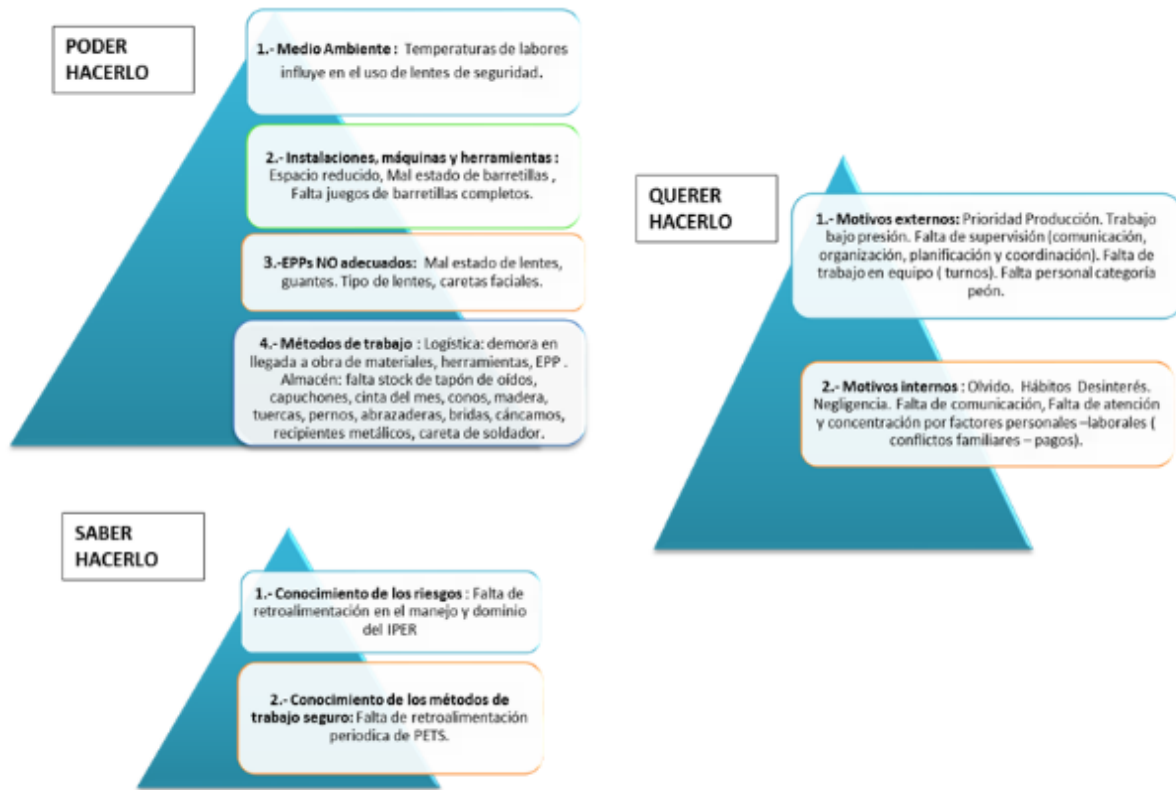 PODER
HACERLO
1.- Medio Ambiente : Temperaturas de labores
influye en el uso de lentes de seguridad.
2.- Instalaciones, máquinas y herramientas :
Espacio reducido, Mal estado de barretillas ,
Falta juegos de barretillas completos.
3.-EPPs NO adecuados: Mal estado de lentes,
guantes. Tipo de lentes, caretas faciales.
4.- Métodos de trabajo : Logística: demora en
llegada a obra de materiales, herramientas, EPP .
Almacén: falta stock de tapón de oídos,
capuchones, cinta del mes, conos, madera,
tuercas, pernos, abrazaderas, bridas, cáncamos,
recipientes metálicos, careta de soldador.
QUERER
HACERLO
1.- Motivos externos: Prioridad Producción. Trabajo
bajo presión. Falta de supervisión (comunicación,
organización, planificación y coordinación). Falta de
trabajo en equipo ( turnos). Falta personal categoría
peón.
2.- Motivos internos : Olvido. Hábitos Desinterés.
Negligencia. Falta de comunicación, Falta de atención
y concentración por factores personales –laborales (
conflictos familiares – pagos).
SABER
HACERLO
1.- Conocimiento de los riesgos : Falta de
retroalimentación en el manejo y dominio
del IPER
2.- Conocimiento de los métodos de
trabajo seguro: Falta de retroalimentación
periodica de PETS.